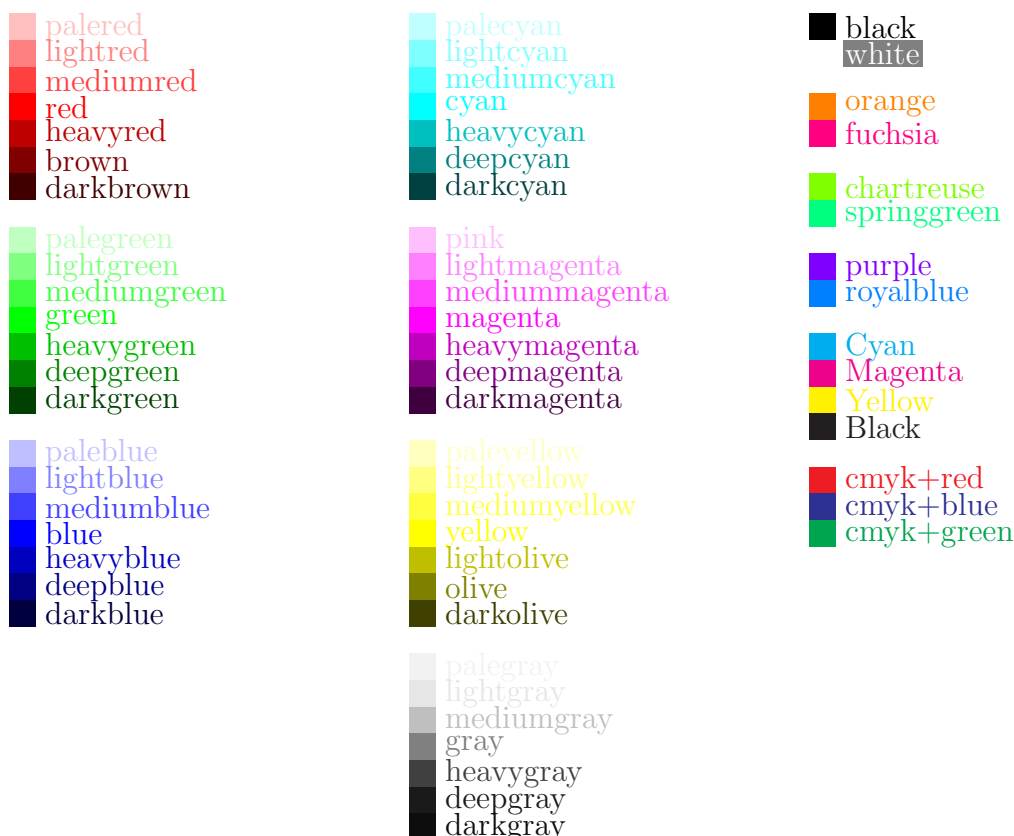 palered
lightred
mediumred
red
heavyred
brown
darkbrown
palegreen
lightgreen
mediumgreen
green
heavygreen
deepgreen
darkgreen
paleblue
lightblue
mediumblue
blue
heavyblue
deepblue
darkblue
palecyan
lightcyan
mediumcyan
cyan
heavycyan
deepcyan
darkcyan
pink
lightmagenta
mediummagenta
magenta
heavymagenta
deepmagenta
darkmagenta
paleyellow
lightyellow
mediumyellow
yellow
lightolive
olive
darkolive
palegray
lightgray
mediumgray
gray
heavygray
deepgray
darkgray
black
white
orange
fuchsia
chartreuse
springgreen
purple
royalblue
Cyan
Magenta
Yellow
Black
cmyk+red
cmyk+blue
cmyk+green